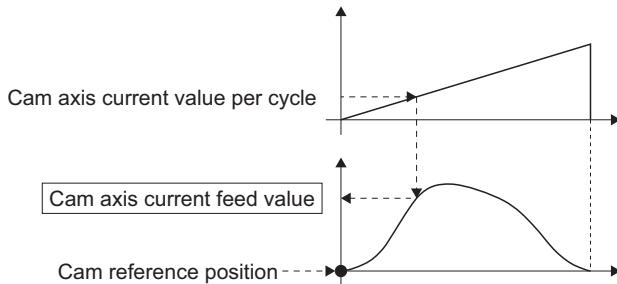 Cam axis current value per cycle
Cam axis current feed value
Cam reference position